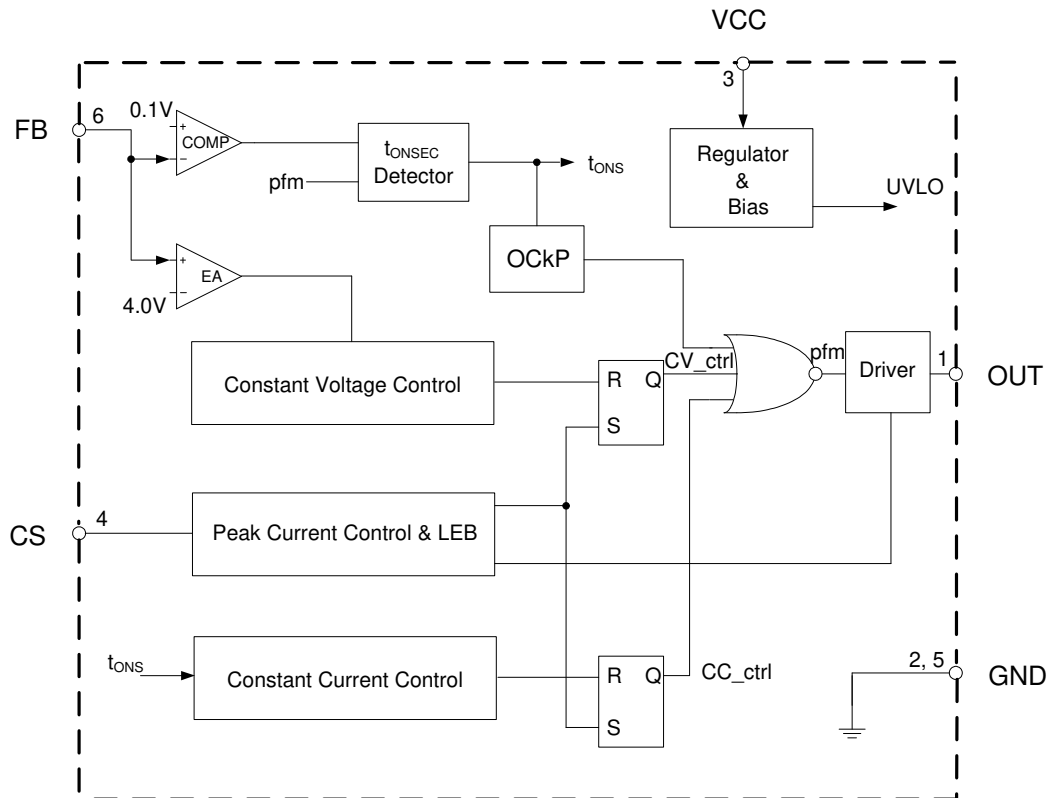 VCC
3
FB
6
0.1V
+
COMP
−
tONSEC
Detector
pfm
tONS
Regulator
&
Bias
UVLO
OCkP
+
EA
−
4.0V
Constant Voltage Control
R Q
S
CV_ctrl
pfm
Driver
1
OUT
CS
4
Peak Current Control & LEB
2, 5
GND
tONS
Constant Current Control
R Q
S
CC_ctrl